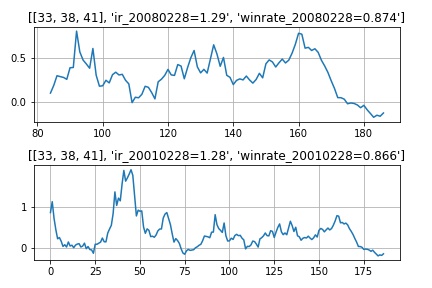 [[33, 38, 41], 'ir_20080228=1.29', 'winrate_20080228=0.874']
0.5
0.0
80 100 120 140 160 180
[[33, 38, 41], 'ir_20010228=1.28', 'winrate_20010228=0.866']
1
0
0 25 50 75 100 125 150 175